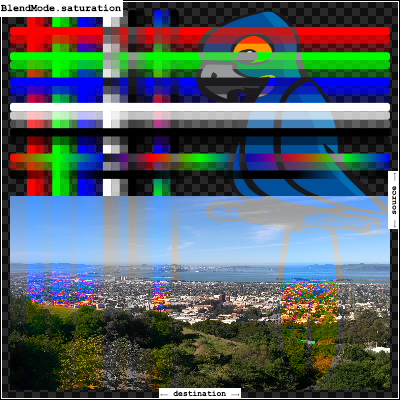 BlendMode.saturation
← source →
← destination →